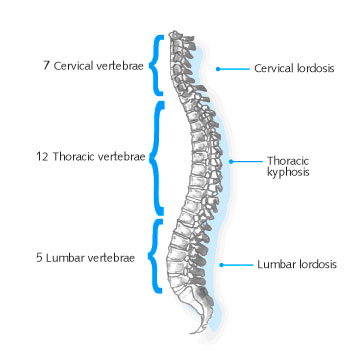 7 Cervical vertebrae
Cervical lordosis
12 Thoracic vertebrae
Thoracic
kyphosis
5 Lumbar vertebrae
Lumbar lordosis